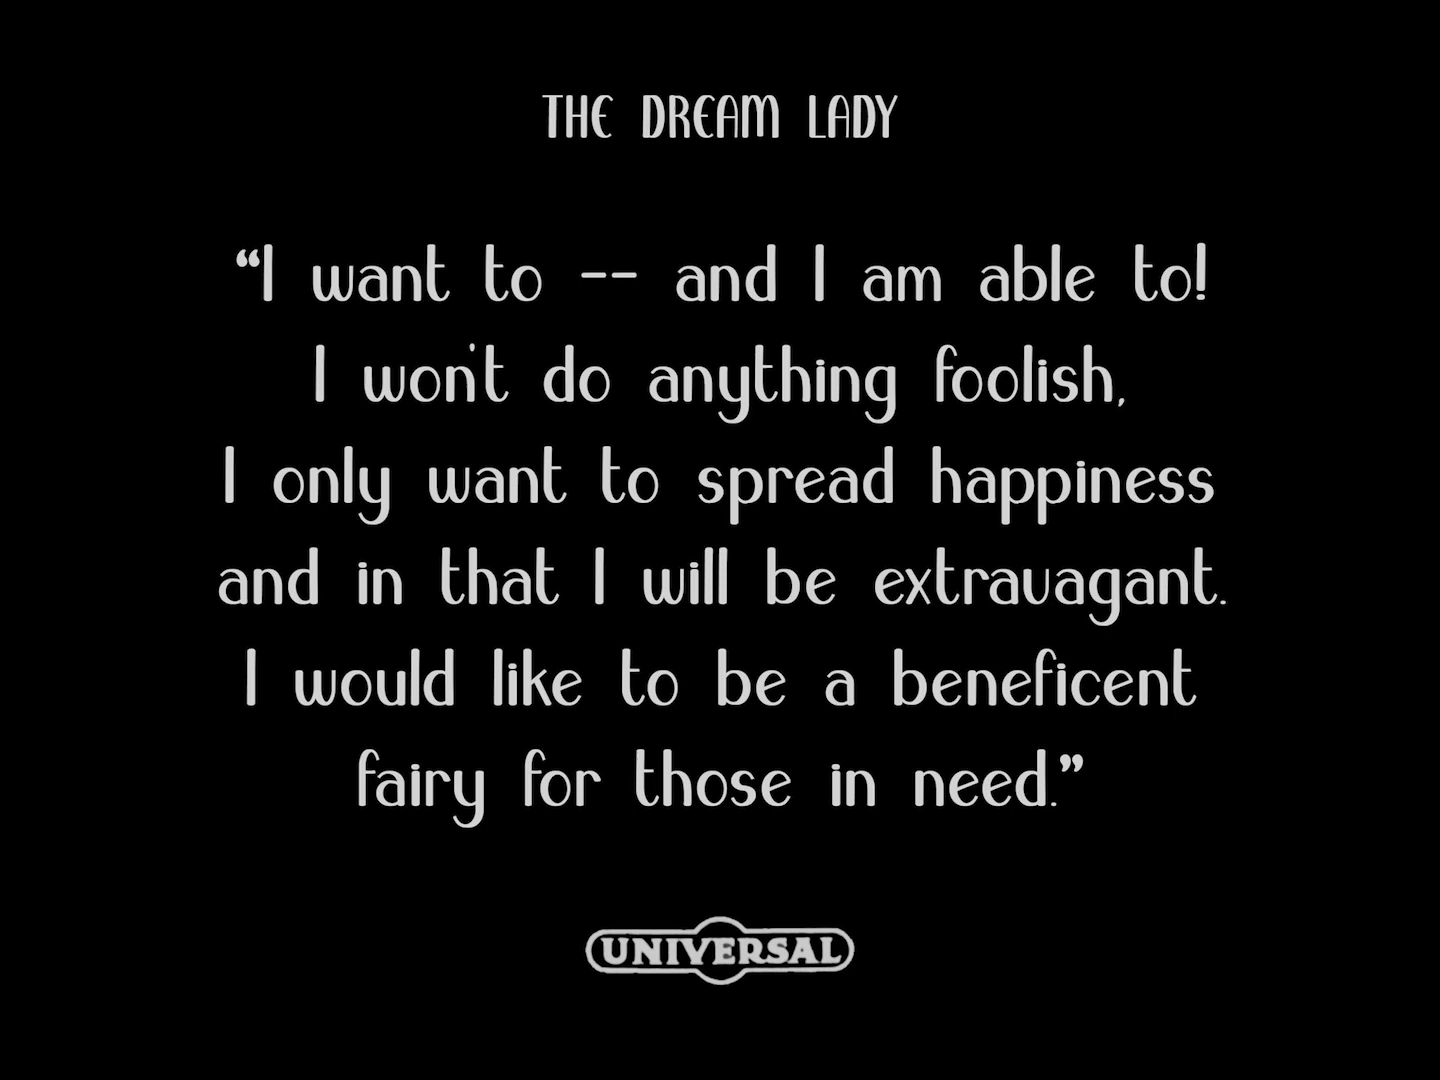 THE DREAM LADY
“I want to -- and I am able to!
I won't do anything foolish,
I only want to spread happiness
and in that I will be extravagant.
I would like to be a beneficent
fairy for those in need.”
UNIVERSAL